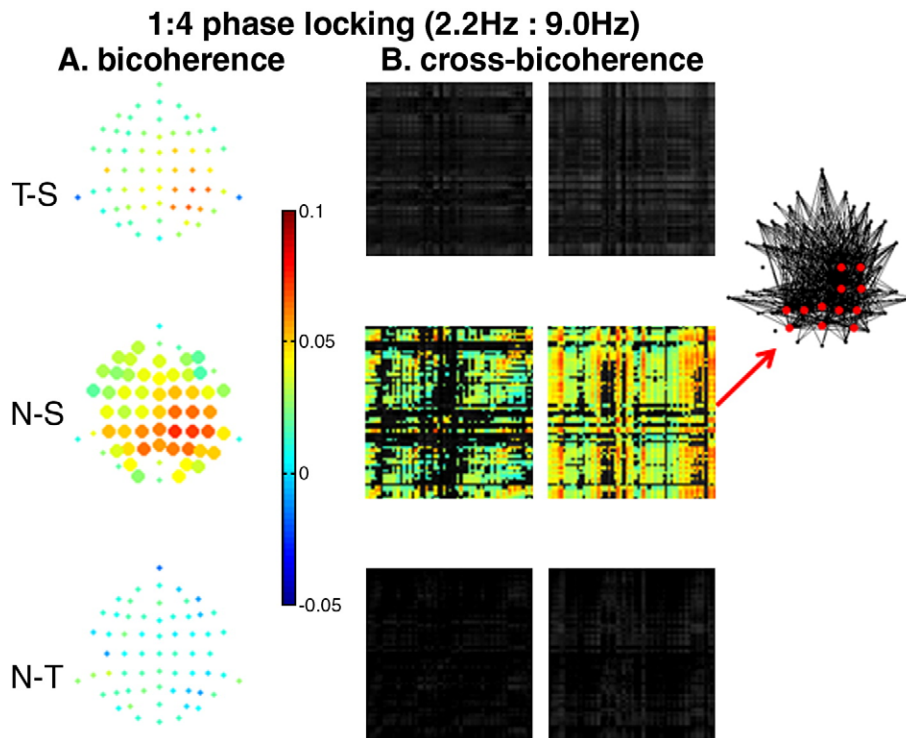 1:4 phase locking (2.2Hz : 9.0Hz)
A. bicoherence
B. cross-bicoherence
T-S
0.1
0.05
N-S
0
-0.05
N-T